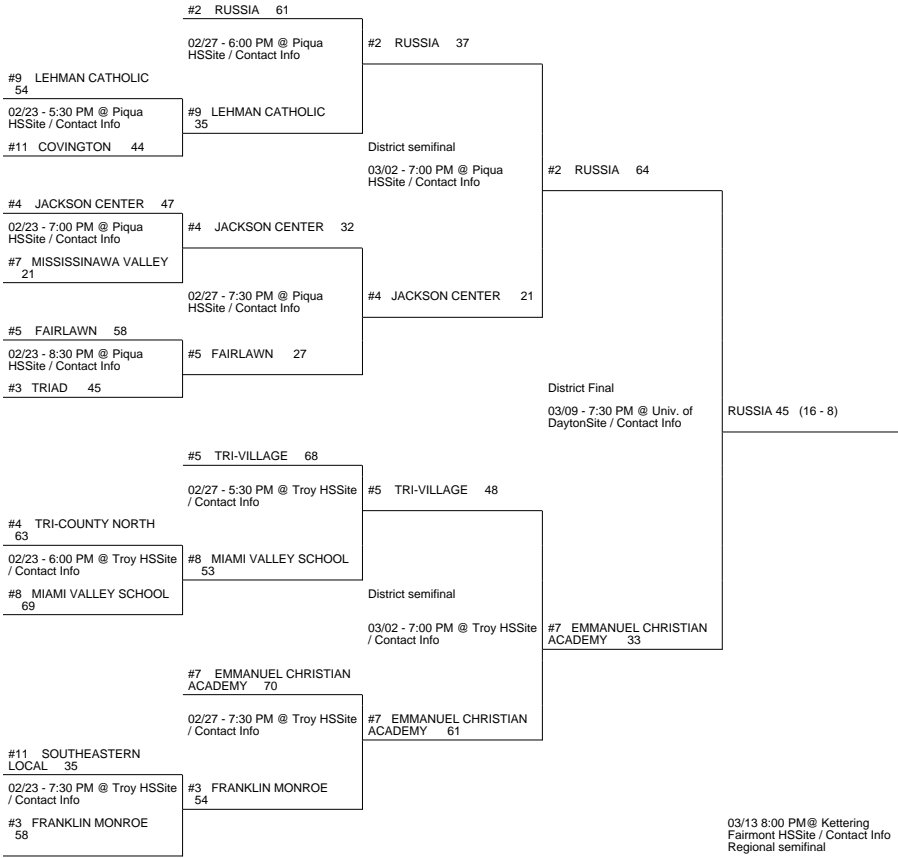 #2 RUSSIA 61
02/27 - 6:00 PM @ Piqua
HSSite / Contact Info
#2 RUSSIA 37
#9 LEHMAN CATHOLIC
54
02/23 - 5:30 PM @ Piqua
HSSite / Contact Info
#9 LEHMAN CATHOLIC
35
#11 COVINGTON 44
District semifinal
03/02 - 7:00 PM @ Piqua
HSSite / Contact Info
#2 RUSSIA 64
#4 JACKSON CENTER 47
02/23 - 7:00 PM @ Piqua
HSSite / Contact Info
#4 JACKSON CENTER 32
#7 MISSISSINAWA VALLEY
21
02/27 - 7:30 PM @ Piqua
HSSite / Contact Info
#4 JACKSON CENTER 21
#5 FAIRLAWN 58
02/23 - 8:30 PM @ Piqua
HSSite / Contact Info
#5 FAIRLAWN 27
#3 TRIAD 45
District Final
03/09 - 7:30 PM @ Univ. of
DaytonSite / Contact Info
RUSSIA 45 (16 - 8)
#5 TRI-VILLAGE 68
02/27 - 5:30 PM @ Troy HSSite
/ Contact Info
#5 TRI-VILLAGE 48
#4 TRI-COUNTY NORTH
63
02/23 - 6:00 PM @ Troy HSSite
/ Contact Info
#8 MIAMI VALLEY SCHOOL
53
#8 MIAMI VALLEY SCHOOL
69
District semifinal
03/02 - 7:00 PM @ Troy HSSite
/ Contact Info
#7 EMMANUEL CHRISTIAN
ACADEMY 33
#7 EMMANUEL CHRISTIAN
ACADEMY 70
02/27 - 7:30 PM @ Troy HSSite
/ Contact Info
#7 EMMANUEL CHRISTIAN
ACADEMY 61
#11 SOUTHEASTERN
LOCAL 35
02/23 - 7:30 PM @ Troy HSSite
/ Contact Info
#3 FRANKLIN MONROE
54
#3 FRANKLIN MONROE
58
03/13 8:00 PM@ Kettering
Fairmont HSSite / Contact Info
Regional semifinal